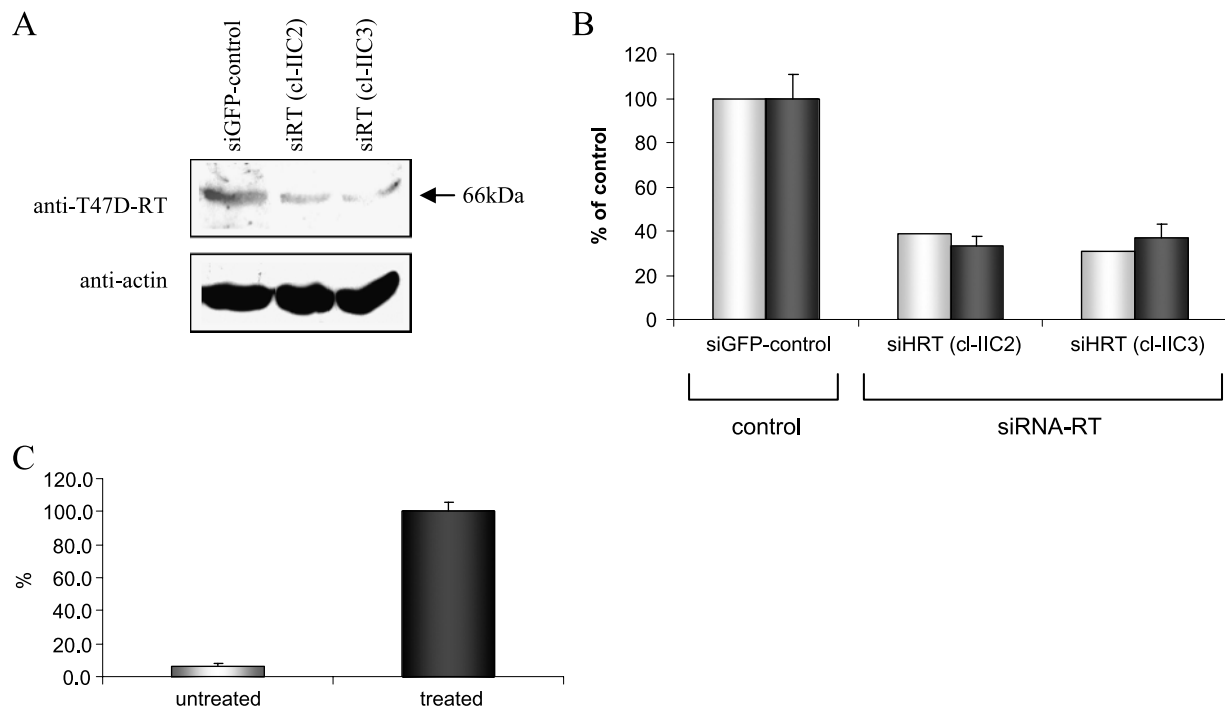 A
siGFP-control
siRT (cl-IIC2)
siRT (cl-IIC3)
anti-T47D-RT
66kDa
anti-actin
B
% of control
120
100
80
60
40
20
0
siGFP-control
siHRT (cl-IIC2)
siHRT (cl-IIC3)
control
siRNA-RT
C
%
120.0
100.0
80.0
60.0
40.0
20.0
0.0
untreated
treated